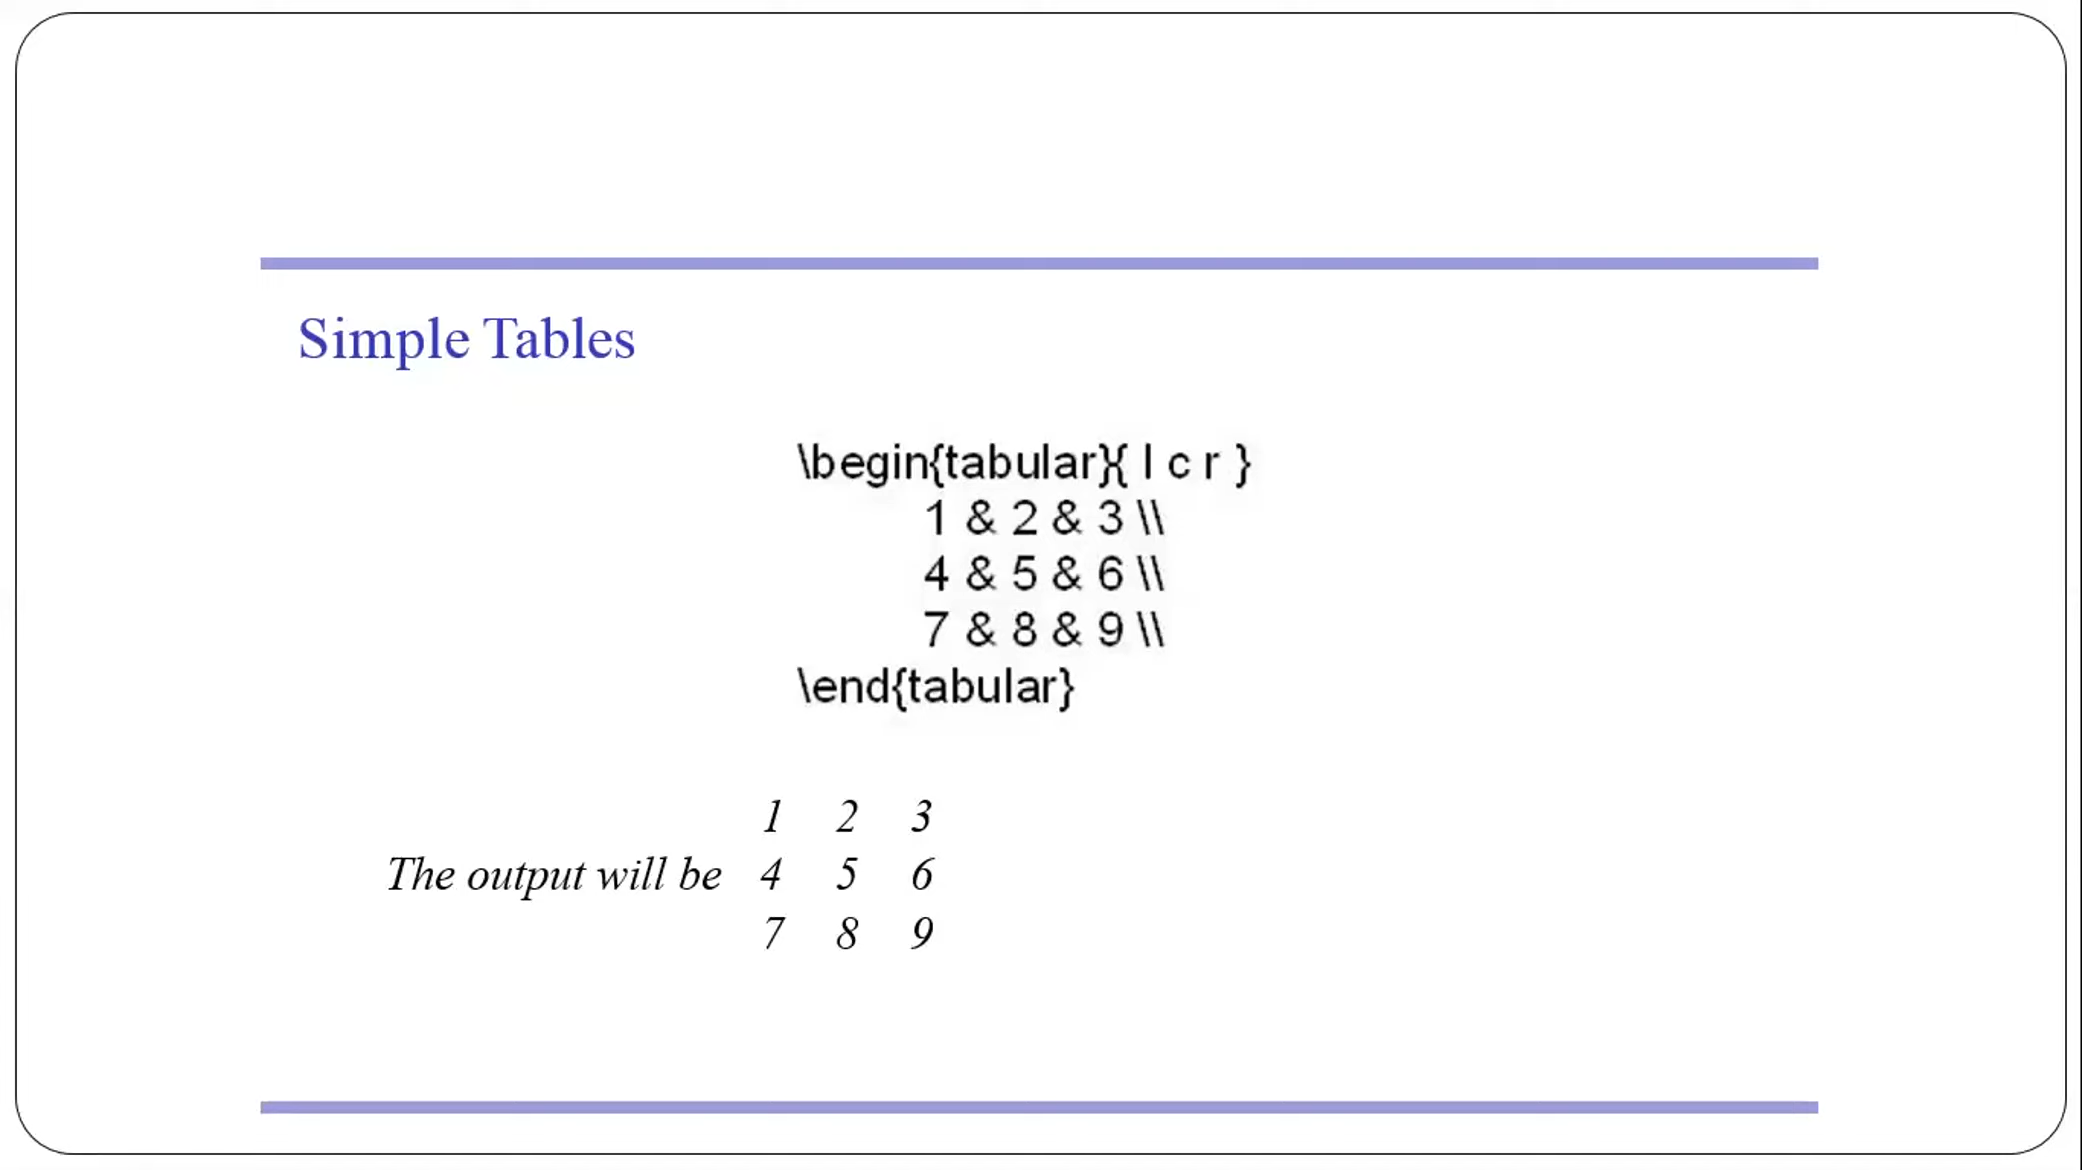 Simple Tables
\begin{tabular}{ l c r }
1 & 2 & 3 \\
4 & 5 & 6 \\
7 & 8 & 9 \\
\end{tabular}
1 2 3
The output will be 4 5 6
7 8 9